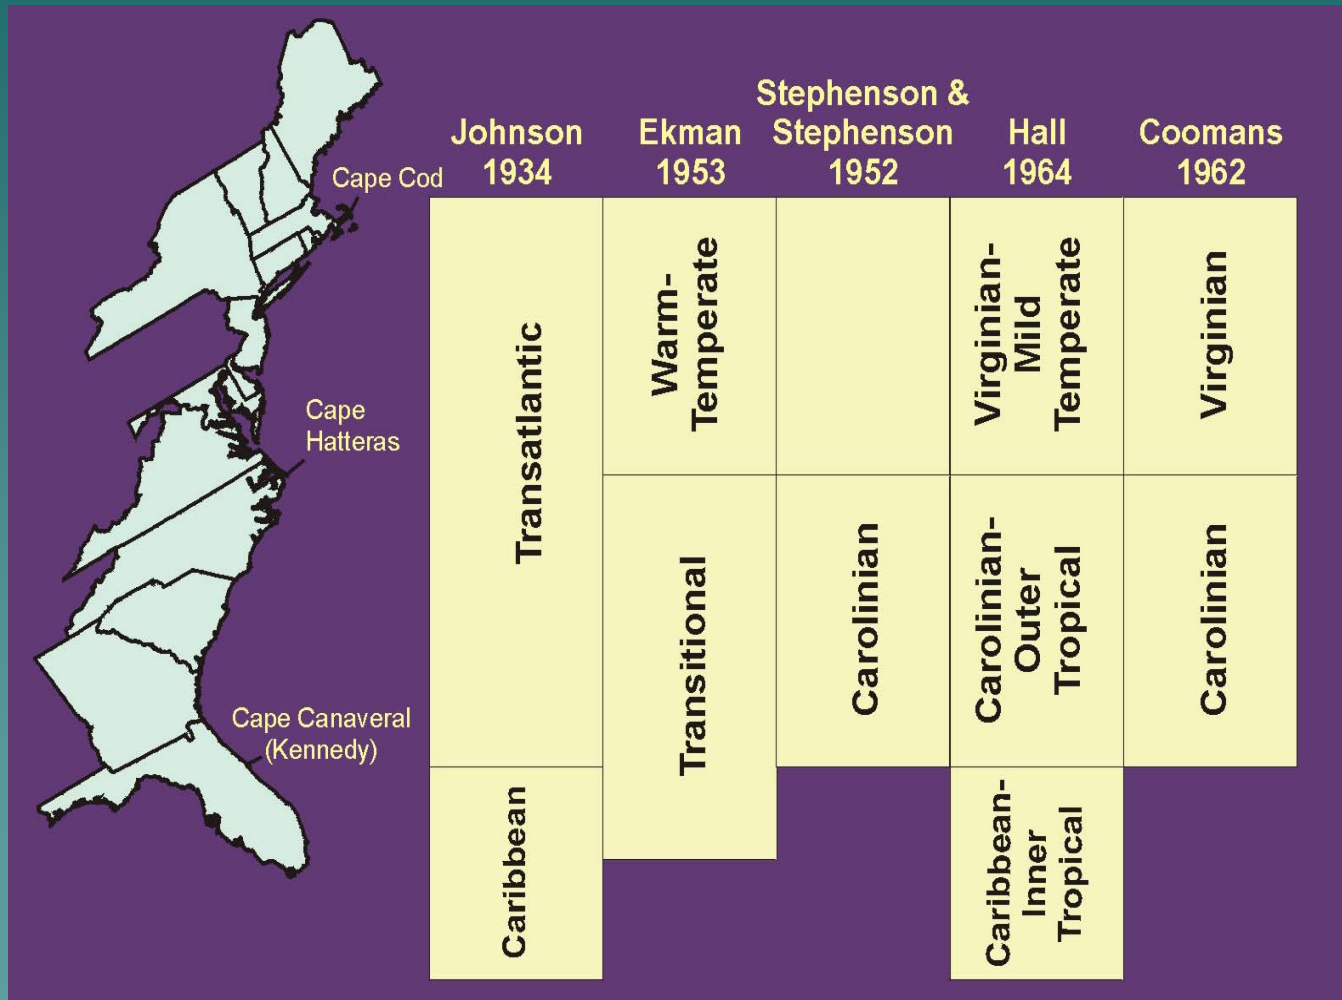 Cape Cod
Cape
Hatteras
Cape Canaveral
(Kennedy)
Johnson
1934
Ekman
1953
Stephenson &
Stephenson
1952
Hall
1964
Coomans
1962
Transatlantic
Caribbean
Warm-
Temperate
Transitional
Carolinian
Virginian-
Mild
Temperate
Carolinian-
Outer
Tropical
Caribbean-
Inner
Tropical
Virginian
Carolinian